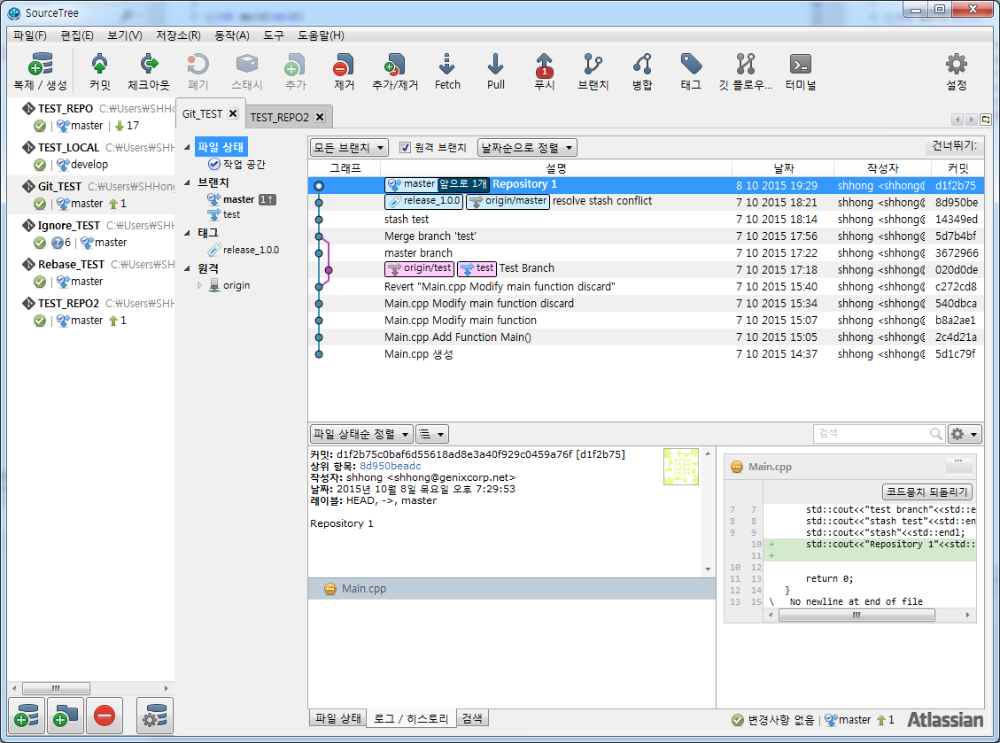 SourceTree
파일(F) 편집(E) 보기(V) 저장소(R) 동작(A) 도구 도움말(H)
복제 / 생성 커밋 체크아웃 폐기 스태시 추가 제거 추가/제거 Fetch Pull 1 푸시 브랜치 병합 태그 깃 플로우... 터미널 설정
TEST_REPO C:￦Users￦SHHo
master 17
TEST_LOCAL C:￦Users￦SHH
develop
Git_TEST C:￦Users￦SHHong
master 1
Ignore_TEST C:￦Users￦SHH
6 master
Rebase_TEST C:￦Users￦SH
master
TEST_REPO2 C:￦Users￦SHH
master 1
Git_TEST TEST_REPO2
파일 상태
작업 공간
브랜치
master 1
test
태그
release_1.0.0
원격
origin
모든 브랜치 원격 브랜치 날짜순으로 정렬 건너뛰기:
그래프 설명 날짜 작성자 커밋
master 앞으로 1개 Repository 1 8 10 2015 19:29 shhong <shhong@ d1f2b75
release_1.0.0 origin/master resolve stash conflict 7 10 2015 18:21 shhong <shhong@ 8d950be
stash test 7 10 2015 18:14 shhong <shhong@ 14349ed
Merge branch 'test' 7 10 2015 17:56 shhong <shhong@ 5d7b4bf
master branch 7 10 2015 17:22 shhong <shhong@ 3672966
origin/test test Test Branch 7 10 2015 17:18 shhong <shhong@ 020d0de
Revert "Main.cpp Modify main function discard" 7 10 2015 15:40 shhong <shhong@ c272cd8
Main.cpp Modify main function discard 7 10 2015 15:34 shhong <shhong@ 540dbca
Main.cpp Modify main function 7 10 2015 15:07 shhong <shhong@ b8a2ae1
Main.cpp Add Function Main() 7 10 2015 15:05 shhong <shhong@ 2c4d21a
Main.cpp 생성 7 10 2015 14:37 shhong <shhong@ 5d1c79f
파일 상태순 정렬 검색
커밋: d1f2b75c0baf6d55618ad8e3a40f929c0459a76f [d1f2b75]
상위 항목: 8d950beadc
작성자: shhong <shhong@genixcorp.net>
날짜: 2015년 10월 8일 목요일 오후 7:29:53
레이블: HEAD, ->, master
Repository 1
Main.cpp
Main.cpp ...
코드뭉치 되돌리기
7 7 std::cout<<"test branch"<<std::e
8 8 std::cout<<"stash test"<<std::en
9 9 std::cout<<"stash"<<std::endl;
10 + std::cout<<"Repository 1"<<std::
11 +
10 12
11 13 return 0;
12 14 }
13 15 \ No newline at end of file
파일 상태 로그 / 히스토리 검색
변경사항 없음 master 1 Atlassian